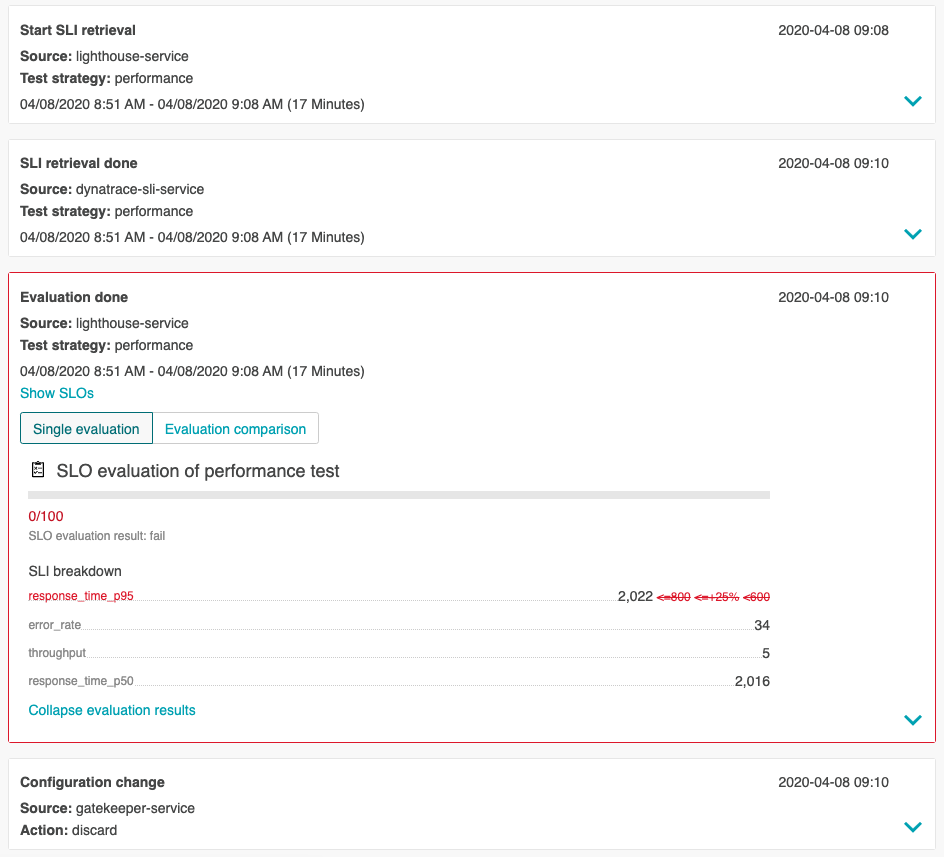 Start SLI retrieval 2020-04-08 09:08
Source: lighthouse-service
Test strategy: performance
04/08/2020 8:51 AM - 04/08/2020 9:08 AM (17 Minutes)
SLI retrieval done 2020-04-08 09:10
Source: dynatrace-sli-service
Test strategy: performance
04/08/2020 8:51 AM - 04/08/2020 9:08 AM (17 Minutes)
Evaluation done 2020-04-08 09:10
Source: lighthouse-service
Test strategy: performance
04/08/2020 8:51 AM - 04/08/2020 9:08 AM (17 Minutes)
Show SLOs
Single evaluation Evaluation comparison
SLO evaluation of performance test
0/100
SLO evaluation result: fail
SLI breakdown
response_time_p95 2,022 <=800 <=+25% <600
error_rate 34
throughput 5
response_time_p50 2,016
Collapse evaluation results
Configuration change 2020-04-08 09:10
Source: gatekeeper-service
Action: discard